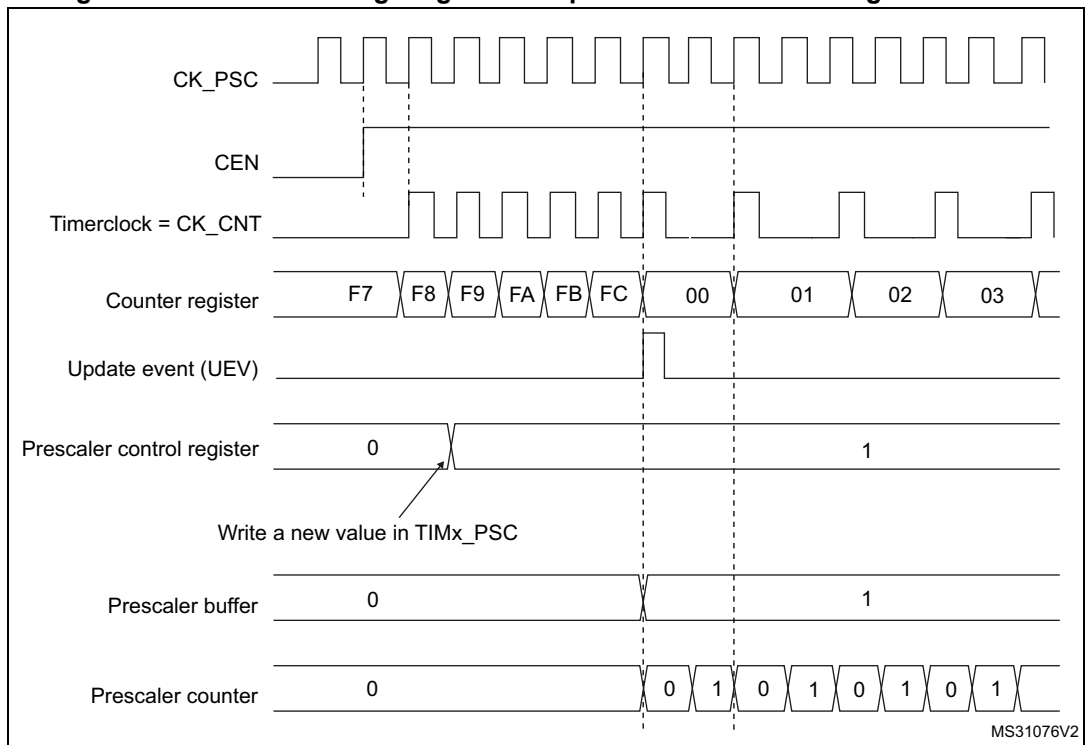 CK_PSC
CEN
Timerclock = CK_CNT
Counter register F7 F8 F9 FA FB FC 00 01 02 03
Update event (UEV)
Prescaler control register 0 1
Write a new value in TIMx_PSC
Prescaler buffer 0 1
Prescaler counter 0 0 1 0 1 0 1 0 1
MS31076V2